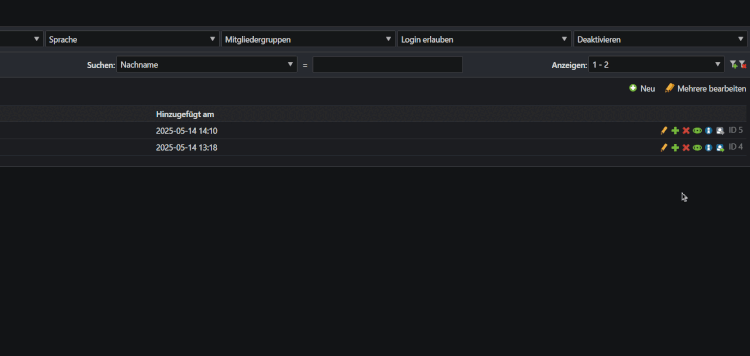 Sprache Mitgliedergruppen Login erlauben Deaktivieren
Suchen: Nachname = Anzeigen: 1 - 2
Neu Mehrere bearbeiten
Hinzugefügt am
2025-05-14 14:10 ID 5
2025-05-14 13:18 ID 4